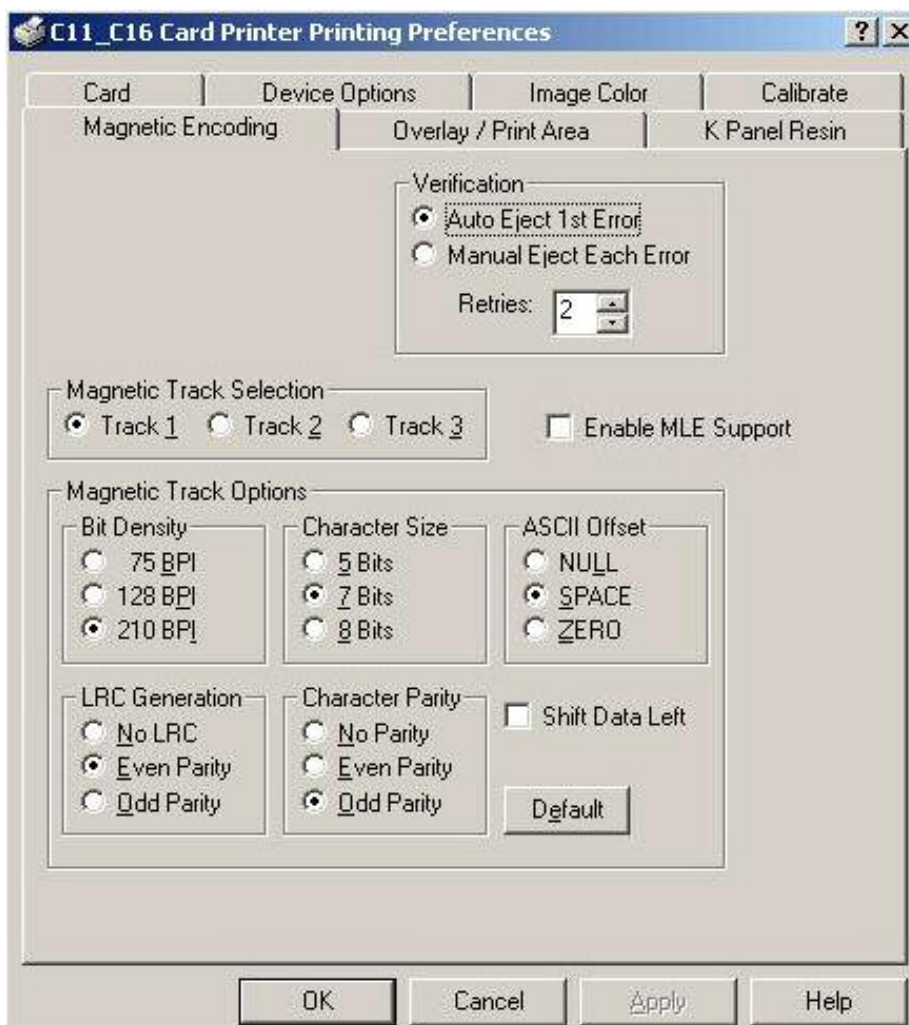 C11_C16 Card Printer Printing Preferences
Card Device Options Image Color Calibrate
Magnetic Encoding Overlay / Print Area K Panel Resin
Verification
Auto Eject 1st Error
Manual Eject Each Error
Retries: 2
Magnetic Track Selection
Track 1 Track 2 Track 3
Enable MLE Support
Magnetic Track Options
Bit Density
75 BPI
128 BPI
210 BPI
Character Size
5 Bits
7 Bits
8 Bits
ASCII Offset
NULL
SPACE
ZERO
LRC Generation
No LRC
Even Parity
Odd Parity
Character Parity
No Parity
Even Parity
Odd Parity
Shift Data Left
Default
OK Cancel Apply Help